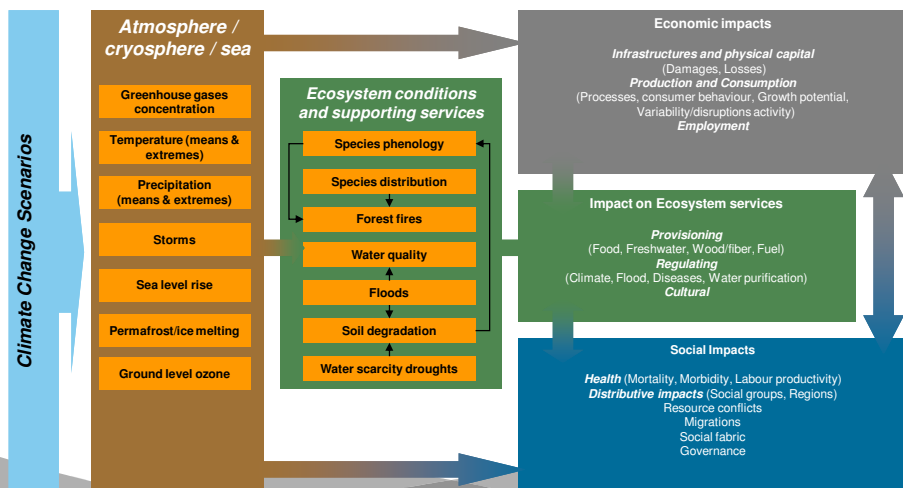 Climate Change Scenarios
Atmosphere /
cryosphere / sea
Greenhouse gases
concentration
Temperature (means &
extremes)
Precipitation
(means & extremes)
Storms
Sea level rise
Permafrost/ice melting
Ground level ozone
Ecosystem conditions
and supporting services
Species phenology
Species distribution
Forest fires
Water quality
Floods
Soil degradation
Water scarcity droughts
Economic impacts
Infrastructures and physical capital
(Damages, Losses)
Production and Consumption
(Processes, consumer behaviour, Growth potential,
Variability/disruptions activity)
Employment
Impact on Ecosystem services
Provisioning
(Food, Freshwater, Wood/fiber, Fuel)
Regulating
(Climate, Flood, Diseases, Water purification)
Cultural
Social Impacts
Health (Mortality, Morbidity, Labour productivity)
Distributive impacts (Social groups, Regions)
Resource conflicts
Migrations
Social fabric
Governance